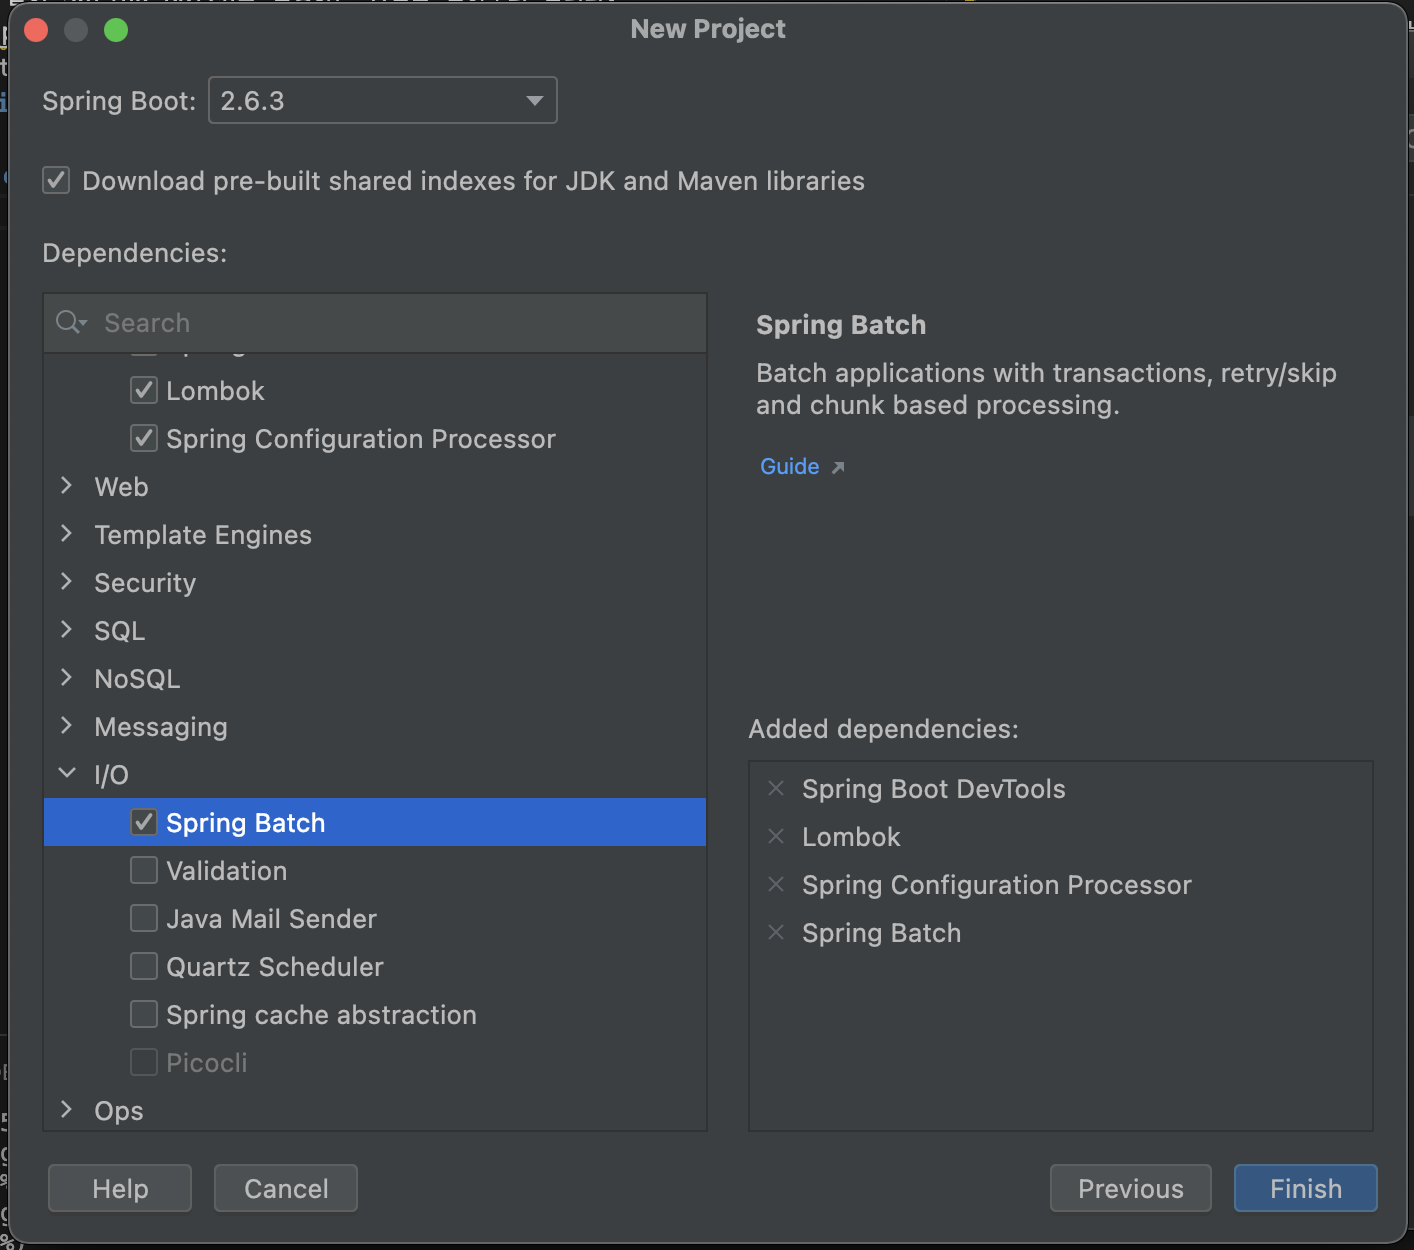 New Project
Spring Boot: 2.6.3
Download pre-built shared indexes for JDK and Maven libraries
Dependencies:
Search
Lombok
Spring Configuration Processor
Web
Template Engines
Security
SQL
NoSQL
Messaging
I/O
Spring Batch
Validation
Java Mail Sender
Quartz Scheduler
Spring cache abstraction
Picocli
Ops
Spring Batch
Batch applications with transactions, retry/skip
and chunk based processing.
Guide
Added dependencies:
Spring Boot DevTools
Lombok
Spring Configuration Processor
Spring Batch
Help
Cancel
Previous
Finish